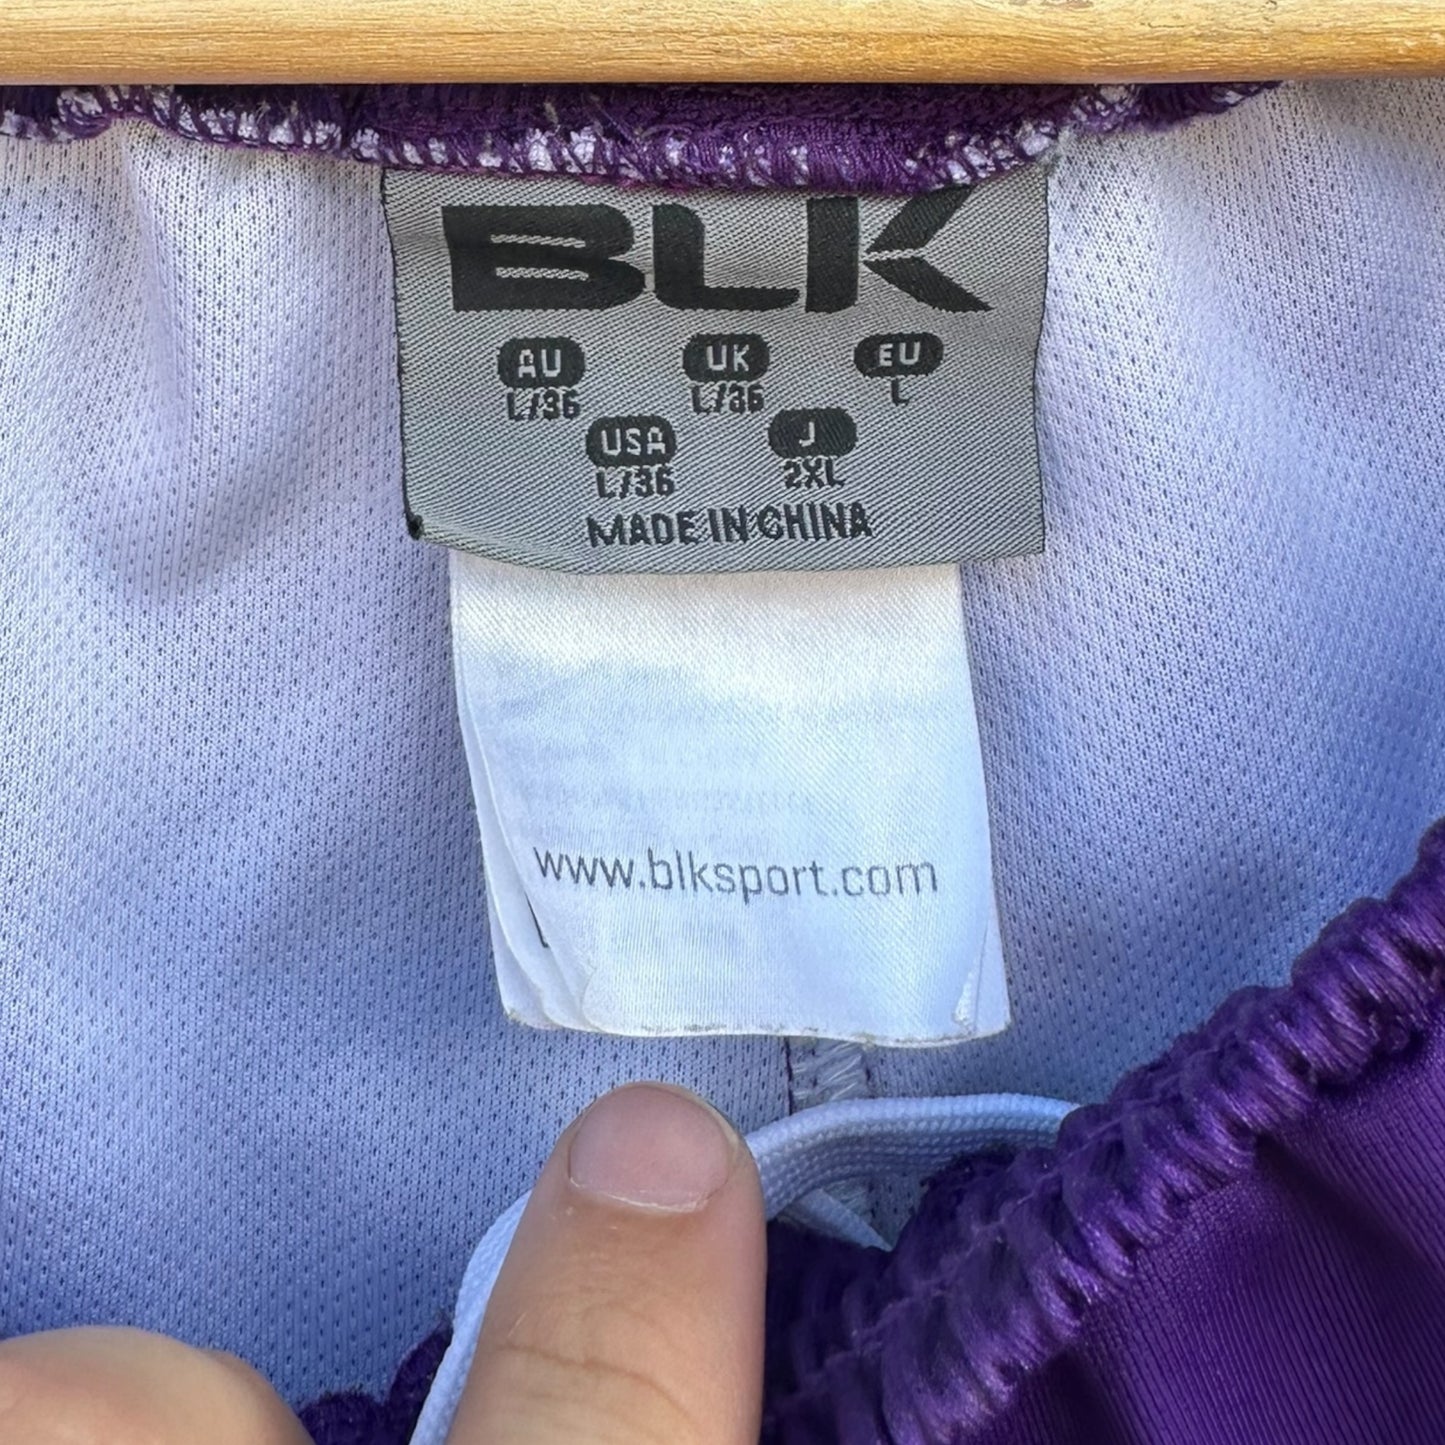 BLK
AU UK EU
L/36 L/36 L
USA J
L/36 2XL
MADE IN CHINA
www.blksport.com